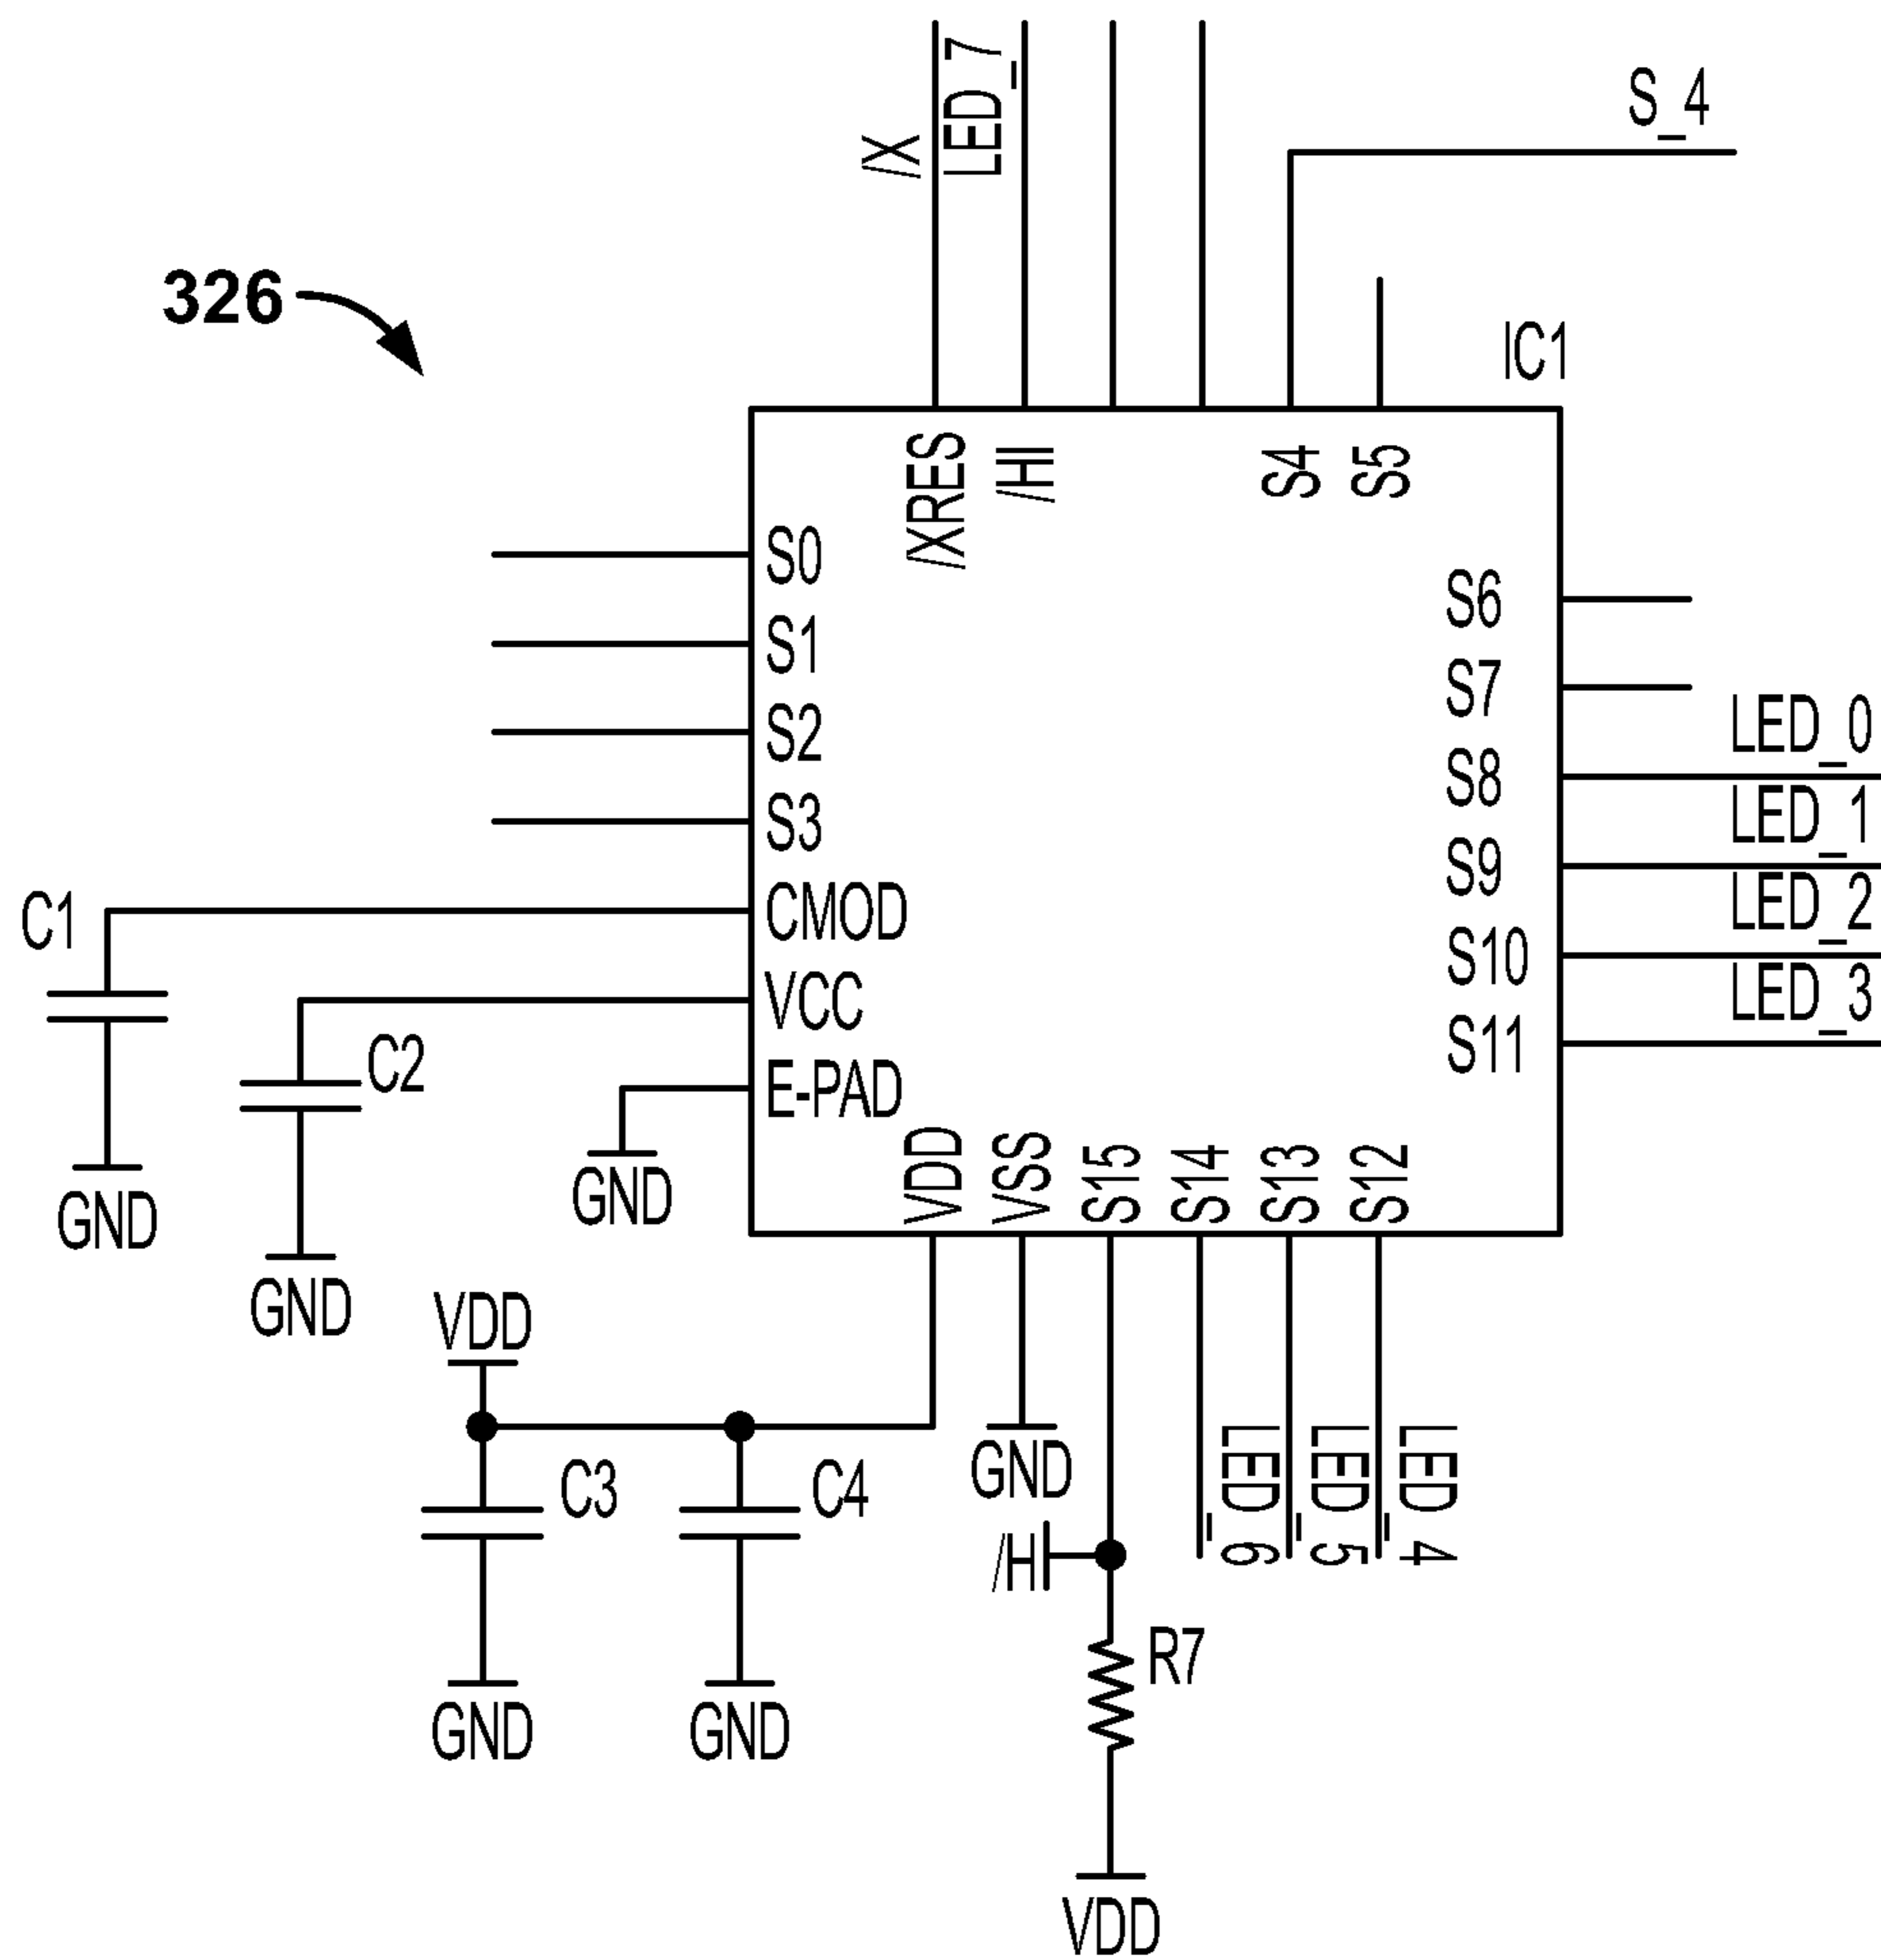 /X
LED_7
S_4
326
IC1
/XRES
/HI
S4
S5
S0
S1
S2
S3
CMOD
VCC
E-PAD
S6
S7
S8
S9
S10
S11
LED_0
LED_1
LED_2
LED_3
C1
C2
GND
GND
GND
VDD
VSS
S15
S14
S13
S12
VDD
C3
C4
GND
/H
LED_6
LED_5
LED_4
R7
GND
GND
VDD